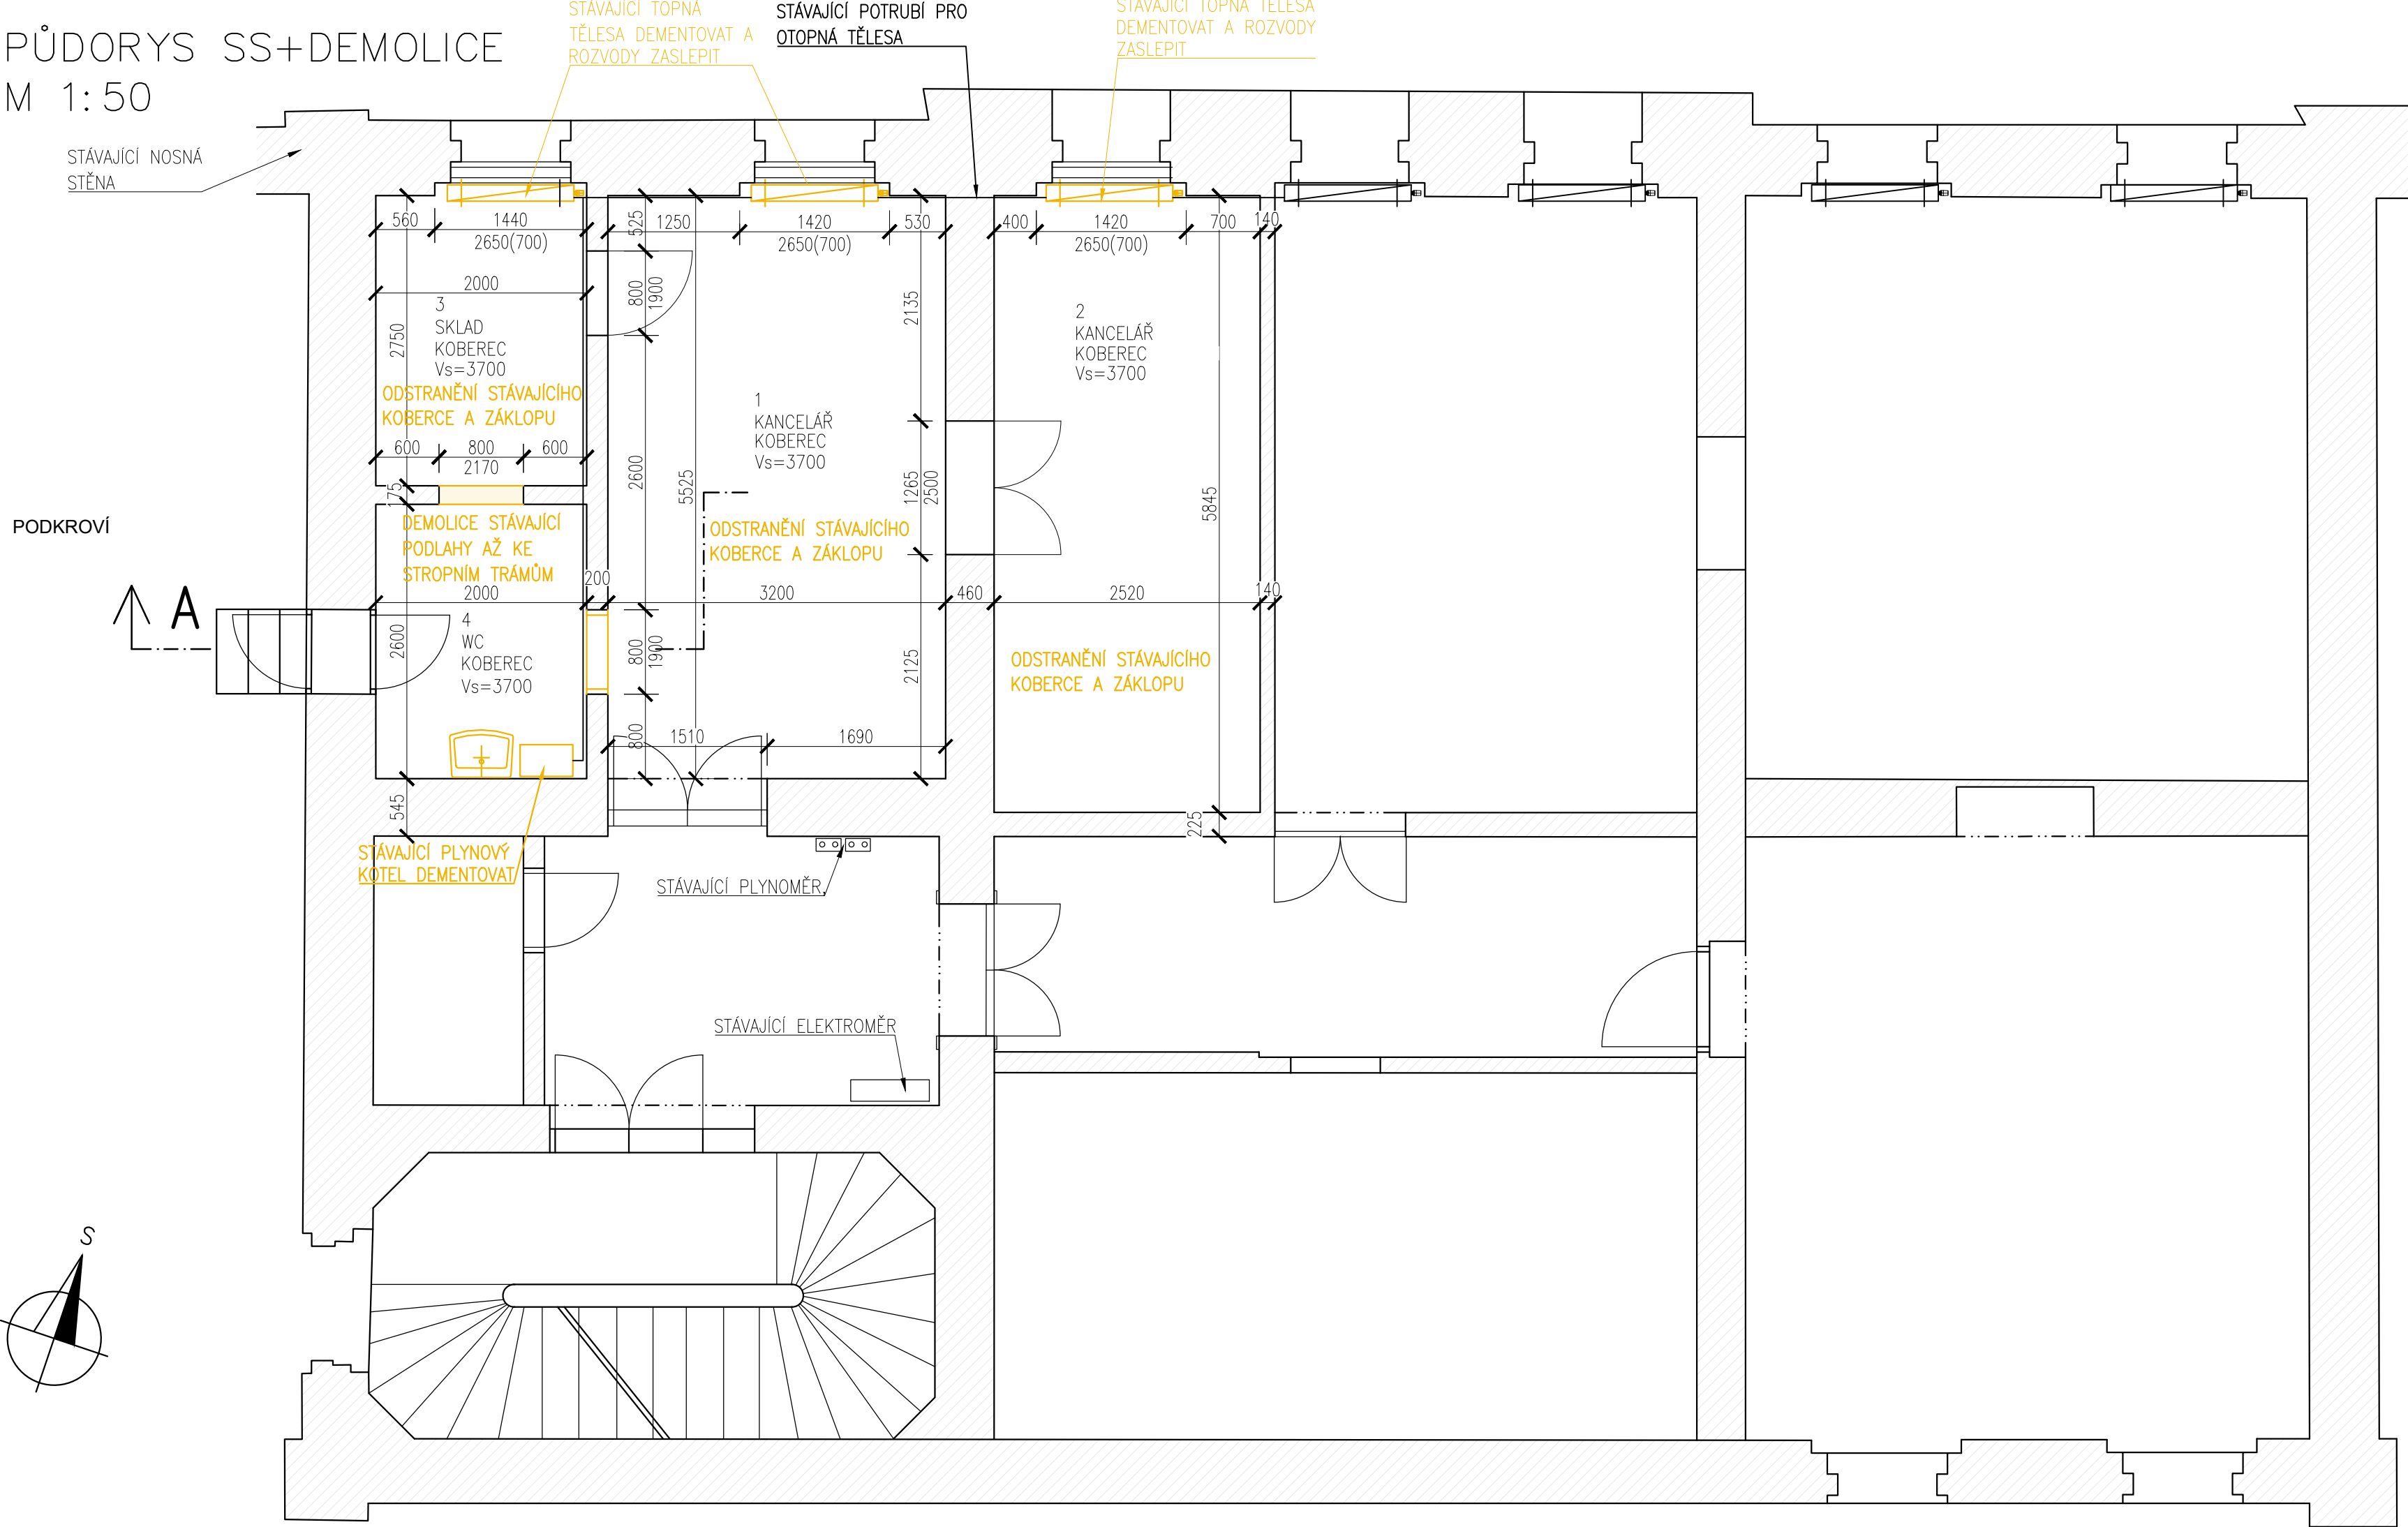 PŮDORYS SS+DEMOLICE
M 1:50
STÁVAJÍCÍ TOPNÁ
TĚLESA DEMENTOVAT A
ROZVODY ZASLEPIT
STÁVAJÍCÍ POTRUBÍ PRO
OTOPNÁ TĚLESA
STÁVAJÍCÍ TOPNÁ TĚLESA
DEMENTOVAT A ROZVODY
ZASLEPIT
STÁVAJÍCÍ NOSNÁ
STĚNA
560
1440
2650(700)
525
1250
1420
530
2650(700)
400
1420
700
140
2650(700)
2000
3
SKLAD
KOBEREC
Vs=3700
2750
ODSTRANĚNÍ STÁVAJÍCÍHO
KOBERCE A ZÁKLOPU
600
800
600
2170
175
800
1900
2135
2
KANCELÁŘ
KOBEREC
Vs=3700
1
KANCELÁŘ
KOBEREC
Vs=3700
2600
5525
1265
2500
5845
PODKROVÍ
DEMOLICE STÁVAJÍCÍ
PODLAHY AŽ KE
STROPNÍM TRÁMŮM
ODSTRANĚNÍ STÁVAJÍCÍHO
KOBERCE A ZÁKLOPU
2000
200
3200
460
2520
140
A
4
WC
KOBEREC
Vs=3700
2600
800
1900
2125
ODSTRANĚNÍ STÁVAJÍCÍHO
KOBERCE A ZÁKLOPU
800
1510
1690
545
225
STÁVAJÍCÍ PLYNOVÝ
KOTEL DEMENTOVAT
STÁVAJÍCÍ PLYNOMĚR
STÁVAJÍCÍ ELEKTROMĚR
S